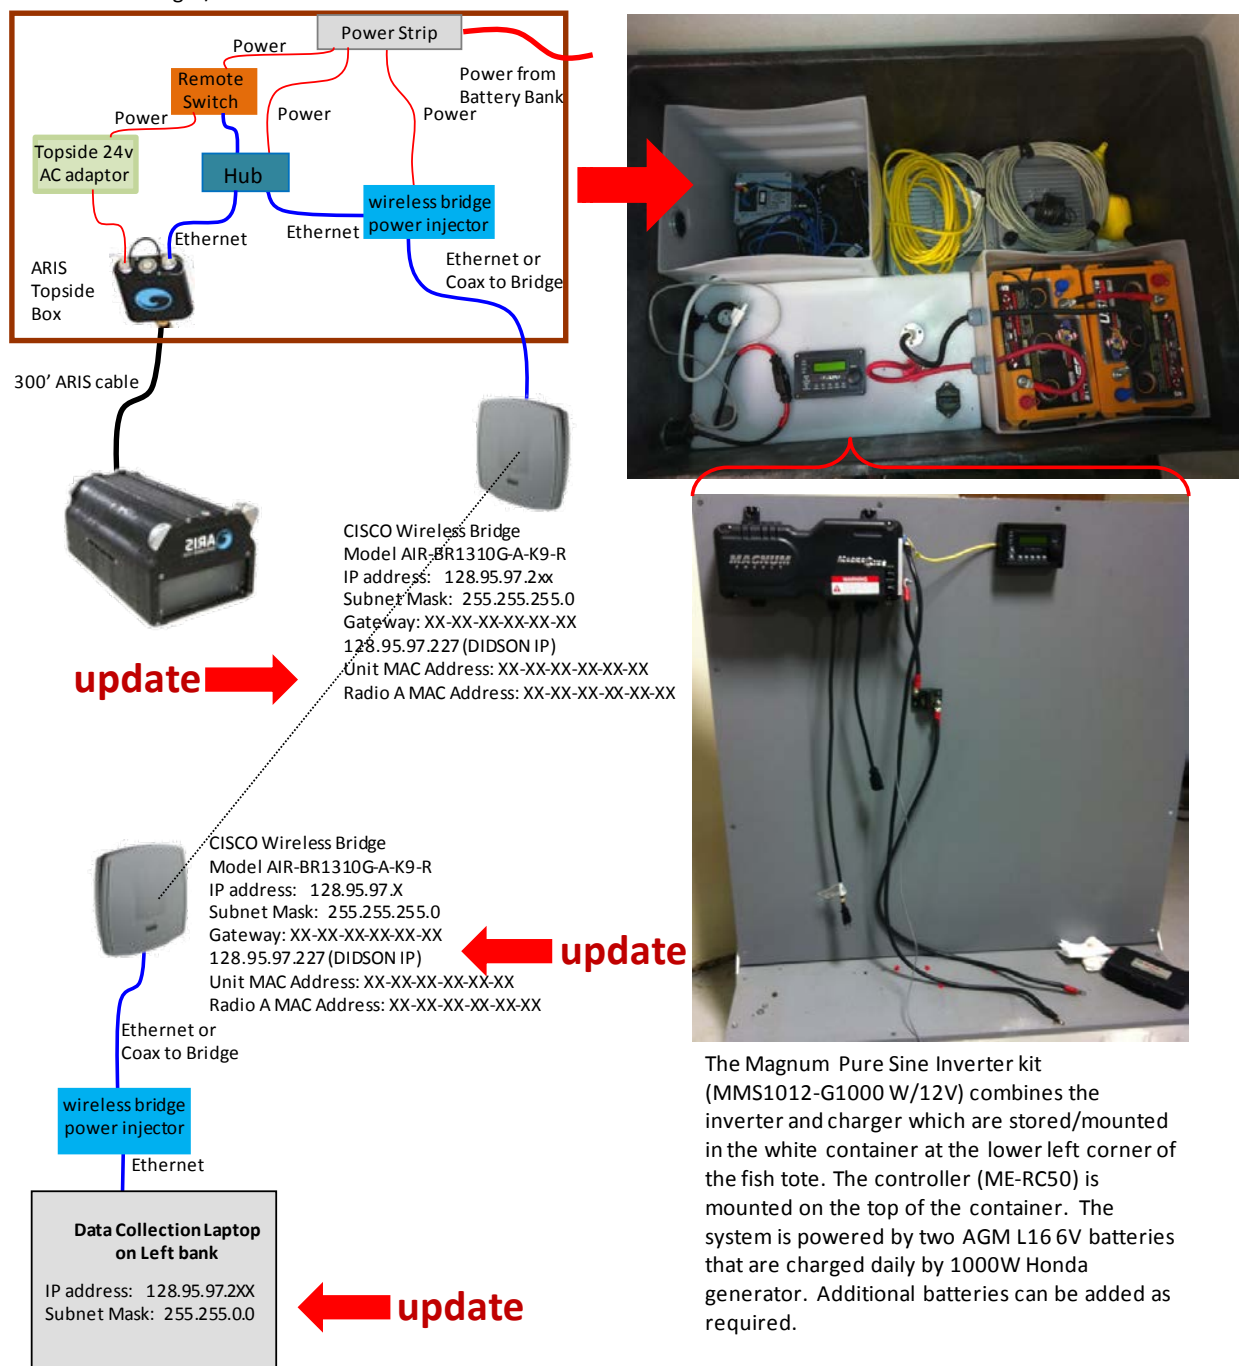 Power Strip
Power
Power from
Battery Bank
Remote
Switch
Power
Power
Power
Topside 24v
AC adaptor
Hub
wireless bridge
power injector
Ethernet
Ethernet
Ethernet or
Coax to Bridge
ARIS
Topside
Box
300’ ARIS cable
ARIS
CISCO Wireless Bridge
Model AIR-BR1310G-A-K9-R
IP address: 128.95.97.2xx
Subnet Mask: 255.255.255.0
Gateway: XX-XX-XX-XX-XX-XX
128.95.97.227 (DIDSON IP)
Unit MAC Address: XX-XX-XX-XX-XX-XX
Radio A MAC Address: XX-XX-XX-XX-XX-XX
update
CISCO Wireless Bridge
Model AIR-BR1310G-A-K9-R
IP address: 128.95.97.X
Subnet Mask: 255.255.255.0
Gateway: XX-XX-XX-XX-XX-XX
128.95.97.227 (DIDSON IP)
Unit MAC Address: XX-XX-XX-XX-XX-XX
Radio A MAC Address: XX-XX-XX-XX-XX-XX
update
Ethernet or
Coax to Bridge
wireless bridge
power injector
Ethernet
Data Collection Laptop
on Left bank
IP address: 128.95.97.2XX
Subnet Mask: 255.255.0.0
update
MAGNUM
ENERGY
WARNING
The Magnum Pure Sine Inverter kit
(MMS1012-G1000 W/12V) combines the
inverter and charger which are stored/mounted
in the white container at the lower left corner of
the fish tote. The controller (ME-RC50) is
mounted on the top of the container. The
system is powered by two AGM L16 6V batteries
that are charged daily by 1000W Honda
generator. Additional batteries can be added as
required.